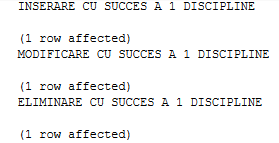 INSERARE CU SUCCES A 1 DISCIPLINE
(1 row affected)
MODIFICARE CU SUCCES A 1 DISCIPLINE
(1 row affected)
ELIMINARE CU SUCCES A 1 DISCIPLINE
(1 row affected)